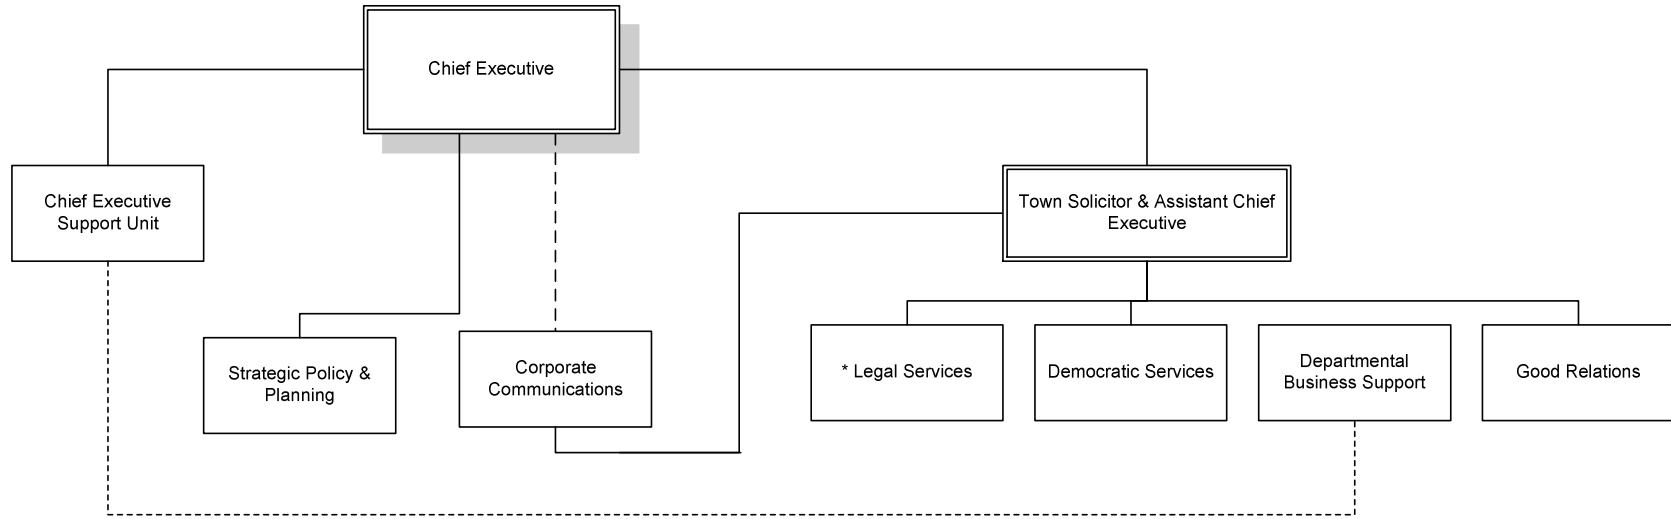 Chief Executive
Chief Executive
Support Unit
Town Solicitor & Assistant Chief
Executive
Strategic Policy &
Planning
Corporate
Communications
* Legal Services
Democratic Services
Departmental
Business Support
Good Relations